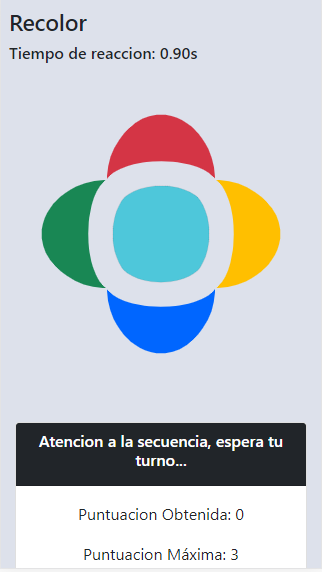 Recolor
Tiempo de reaccion: 0.90s
Atencion a la secuencia, espera tu
turno...
Puntuacion Obtenida: 0
Puntuacion Máxima: 3